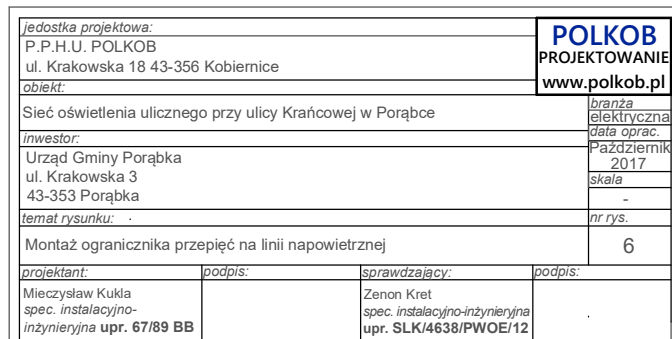 jedostka projektowa:
P.P.H.U. POLKOB
ul. Krakowska 18 43-356 Kobiernice
POLKOB
PROJEKTOWANIE
www.polkob.pl
obiekt:
Sieć oświetlenia ulicznego przy ulicy Krańcowej w Porąbce
branża
elektryczna
data oprac.
Październik
2017
skala
-
inwestor:
Urząd Gminy Porąbka
ul. Krakowska 3
43-353 Porąbka
temat rysunku:
nr rys.
Montaż ogranicznika przepięć na linii napowietrznej
6
projektant:
podpis:
sprawdzający:
podpis:
Mieczysław Kukla
spec. instalacyjno-
inżynieryjna upr. 67/89 BB
Zenon Kret
spec. instalacyjno-inżynieryjna
upr. SLK/4638/PWOE/12